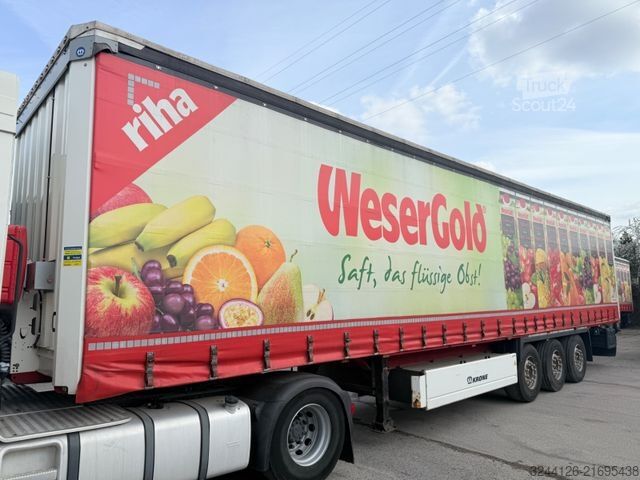 riha
Truck
Scout24
WeserGold
Saft, das flüssige Obst!
KRONE
3244126-21695438